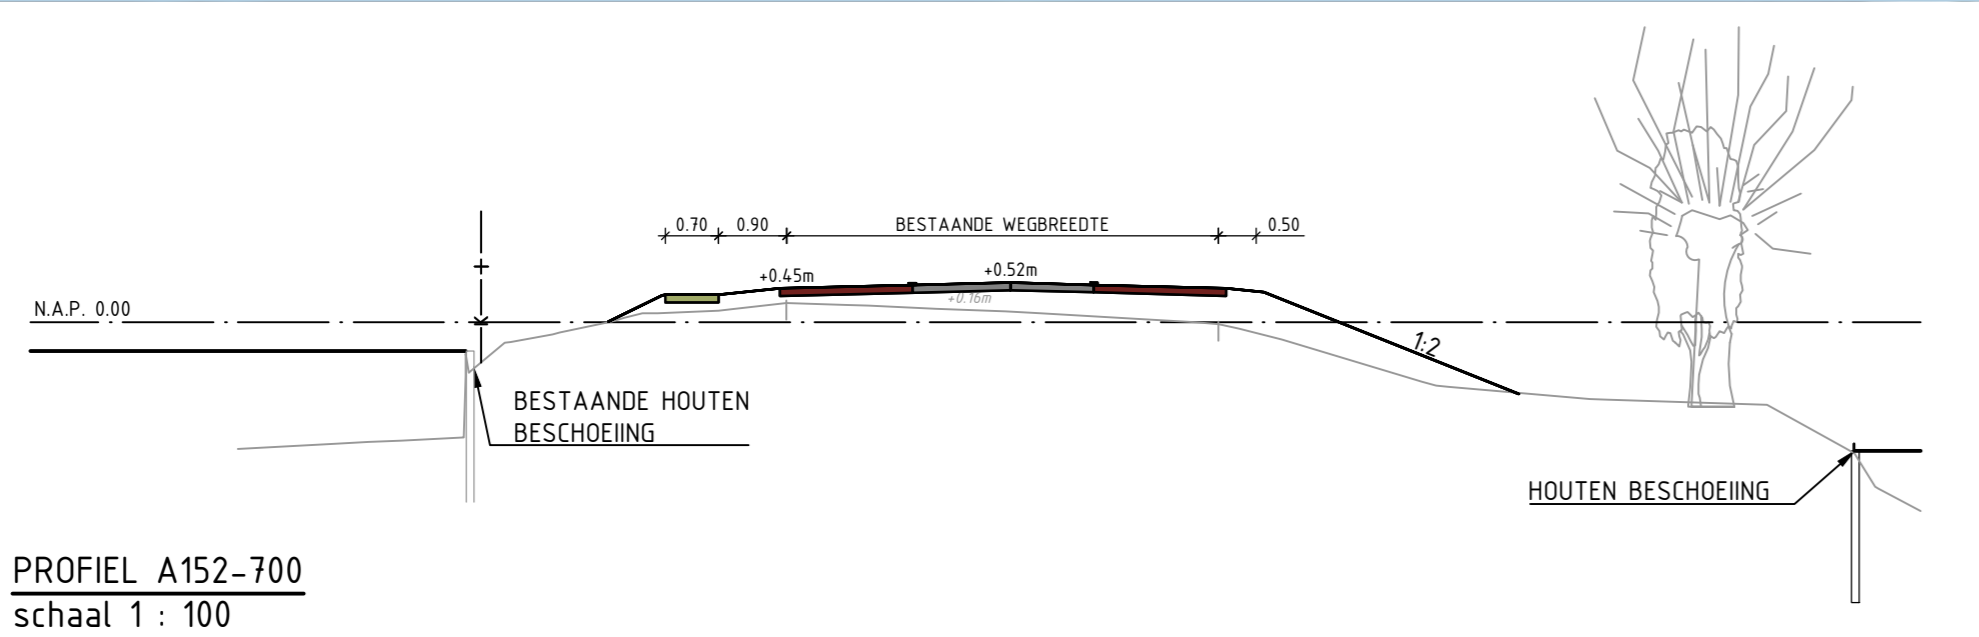 0.70 0.90 BESTAANDE WEGBREEDTE 0.50
+0.45m +0.52m
+0.16m
N.A.P. 0.00
1:2
BESTAANDE HOUTEN
BESCHOEIING
HOUTEN BESCHOEIING
PROFIEL A152-700
schaal 1 : 100